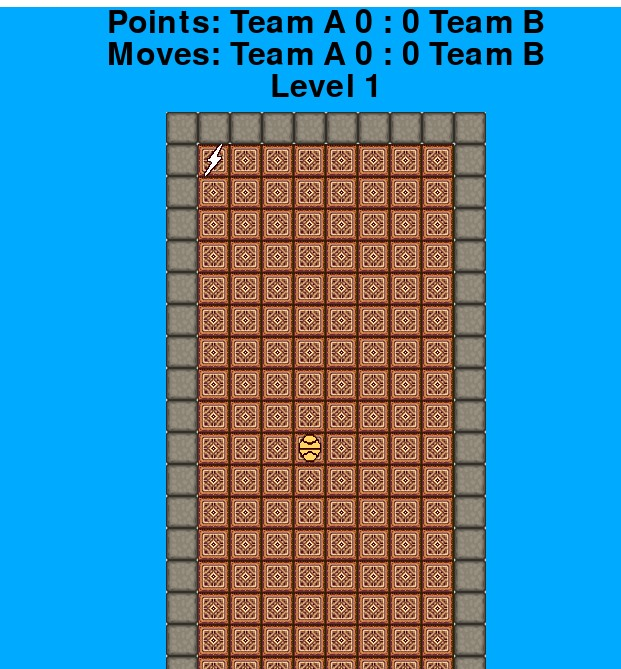 Points: Team A 0 : 0 Team B
Moves: Team A 0 : 0 Team B
Level 1